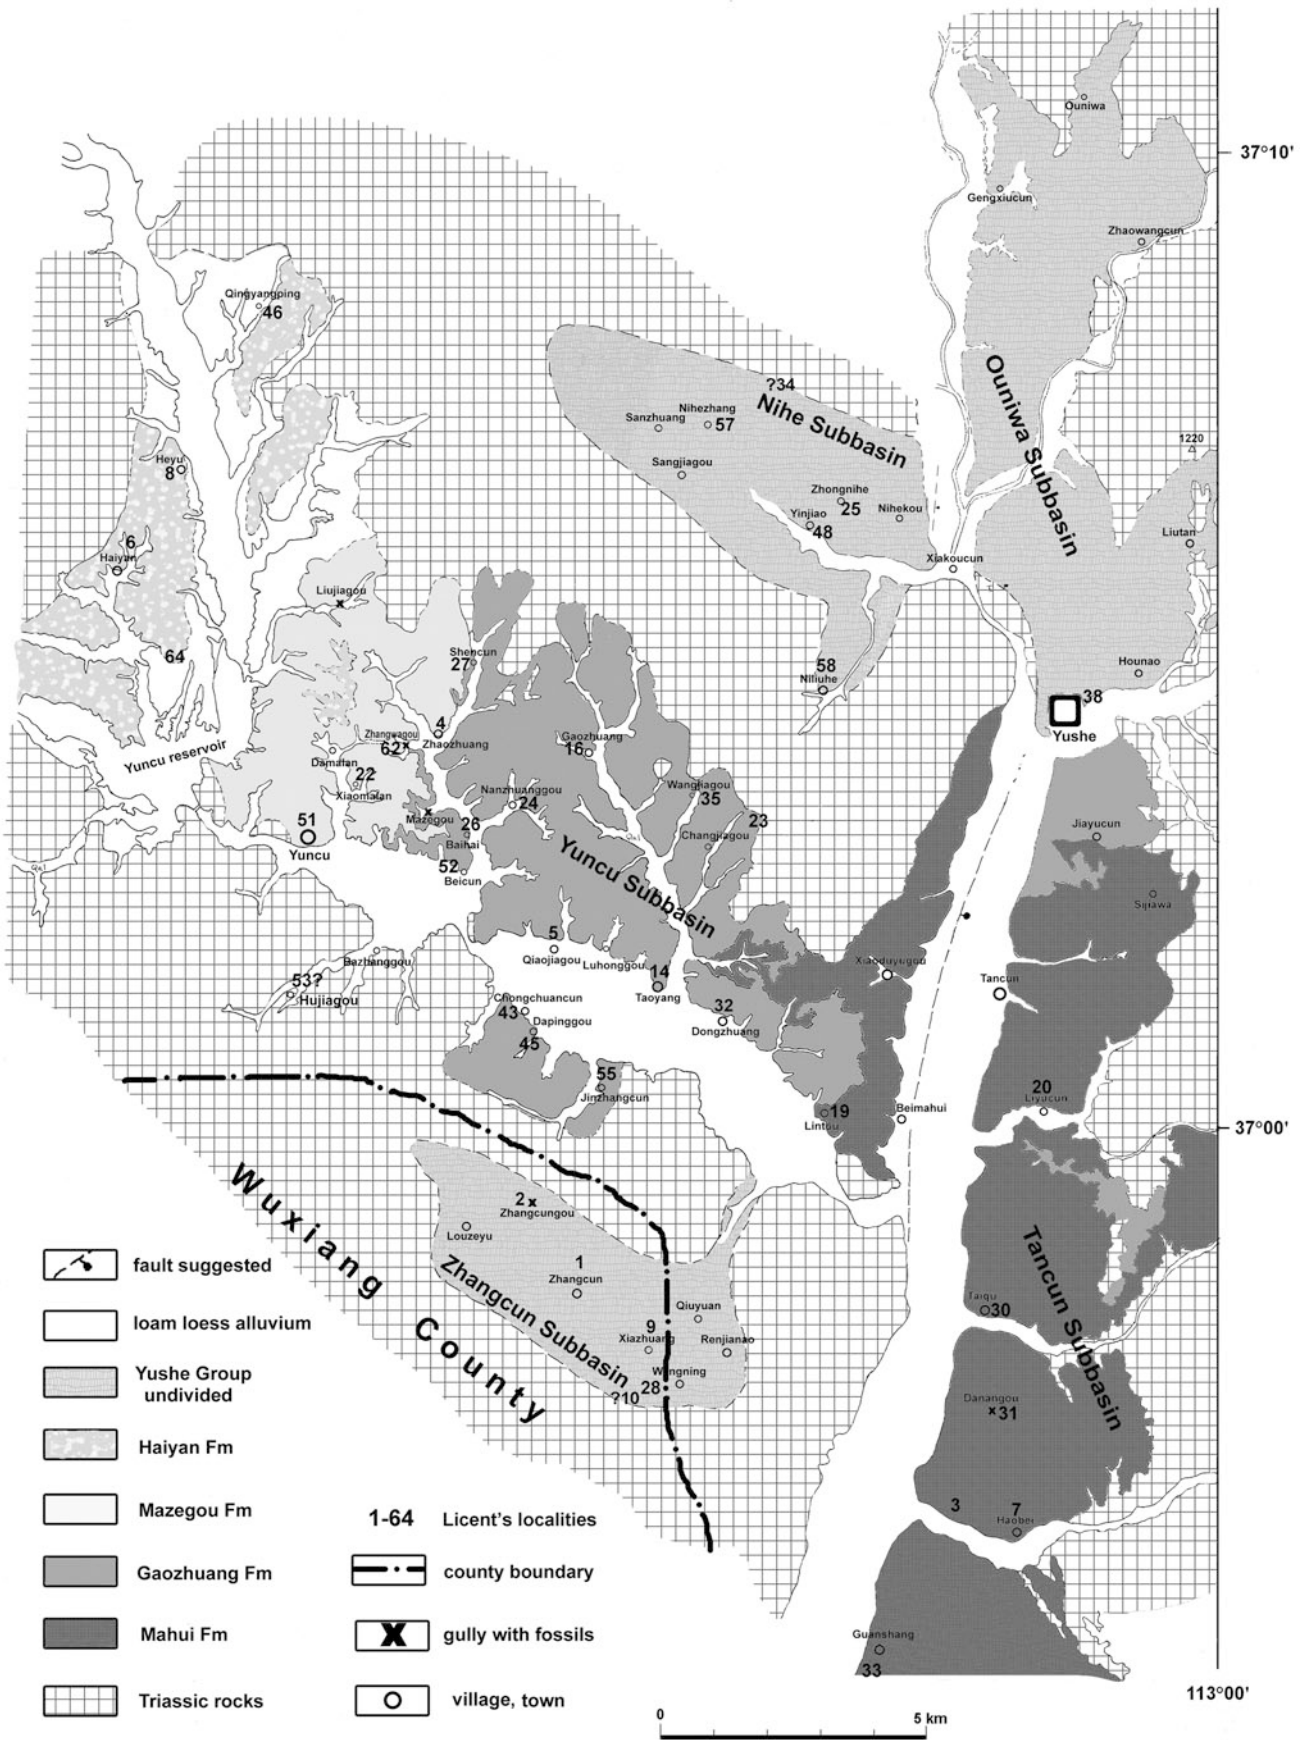 Ouniwa
37°10'
Gengxiucun
Zhaowangcun
Qingyangping
46
?34
Nihe Subbasin
Ouniwa Subbasin
Nihezhang
Sanzhuang
57
Sangjiagou
1220
Heyu
8
Zhongnihe
25
Yinjiao
48
Nihekou
Liutan
6
Haiyan
Xiakoucun
Liujiagou
64
Shencun
27
58
Niliuhe
Hounao
38
Yushe
4
Zhangwagou
62
Zhaozhuang
Gaozhuang
16
Yuncu reservoir
Damalan
22
Xiaomalan
Nanzhuanggou
24
Wangjiagou
35
Mazegou
26
Baihai
23
Changjiagou
Jiayucun
51
Yuncu
52
Beicun
Yuncu Subbasin
Sijiawa
5
Qiaojiagou
Luhonggou
Bazhanggou
53?
Hujiagou
14
Taoyang
Xiaoduyugou
Tancun
Chongchuancun
43
Dapinggou
45
32
Dongzhuang
55
Jinzhangcun
20
Liyucun
19
Lintou
Beimahui
37°00'
Wuxiang
County
2
Zhangcungou
Louzeyu
1
Zhangcun
Zhangcun Subbasin
Qiuyuan
9
Xiazhuang
Renjianao
Wangning
28
?10
Taiqu
30
Tancun Subbasin
Danangou
31
3
7
Haobei
Guanshang
33
fault suggested
loam loess alluvium
Yushe Group
undivided
Haiyan Fm
Mazegou Fm
Gaozhuang Fm
Mahui Fm
Triassic rocks
1-64
Licent's localities
county boundary
gully with fossils
village, town
113°00'
0
5 km